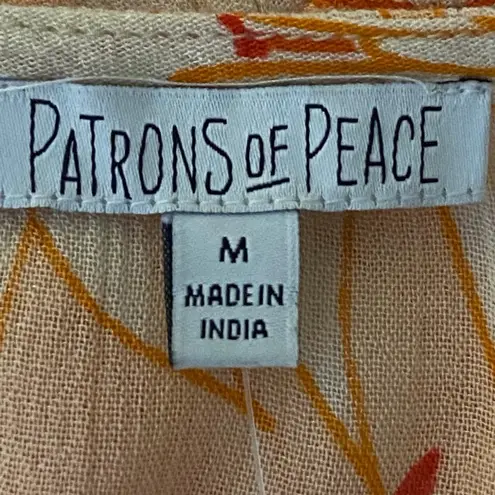 PATRONS OF PEACE
M
MADE IN
INDIA